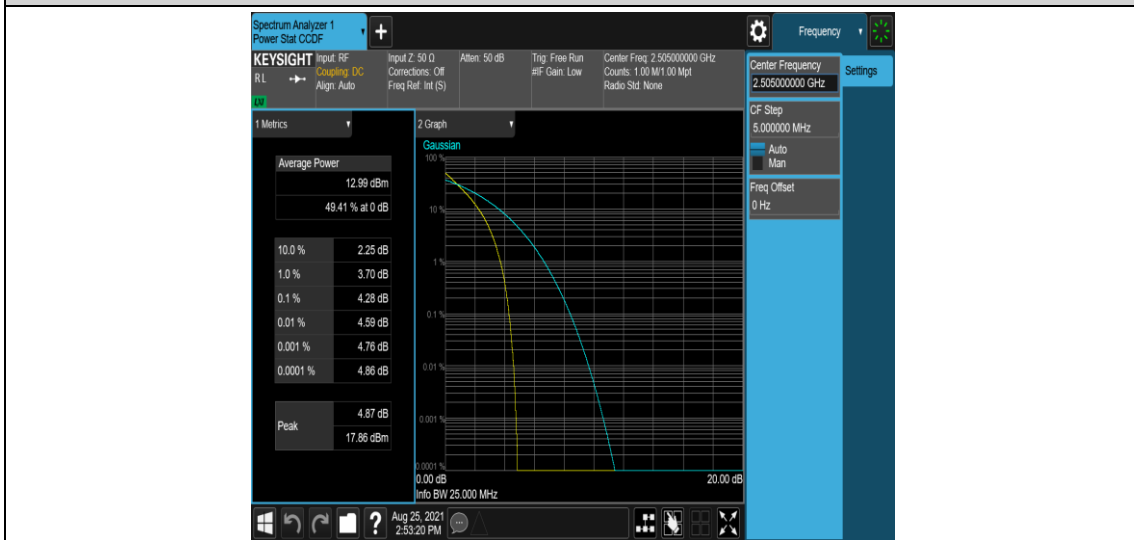 Spectrum Analyzer 1
Power Stat CCDF
+
Frequency
KEYSIGHT
RL
LXI
Input: RF
Coupling: DC
Align: Auto
Input Z: 50 Ω
Corrections: Off
Freq Ref: Int (S)
Atten: 50 dB
Trig: Free Run
#IF Gain: Low
Center Freq: 2.505000000 GHz
Counts: 1.00 M/1.00 Mpt
Radio Std: None
Center Frequency
2.505000000 GHz
Settings
CF Step
5.000000 MHz
Auto
Man
Freq Offset
0 Hz
1 Metrics
Average Power
12.99 dBm
49.41 % at 0 dB
10.0 % 2.25 dB
1.0 % 3.70 dB
0.1 % 4.28 dB
0.01 % 4.59 dB
0.001 % 4.76 dB
0.0001 % 4.86 dB
Peak 4.87 dB
17.86 dBm
2 Graph
Gaussian
100 %
10 %
1 %
0.1 %
0.01 %
0.001 %
0.0001 %
0.00 dB 20.00 dB
Info BW 25.000 MHz
?
Aug 25, 2021
2:53:20 PM